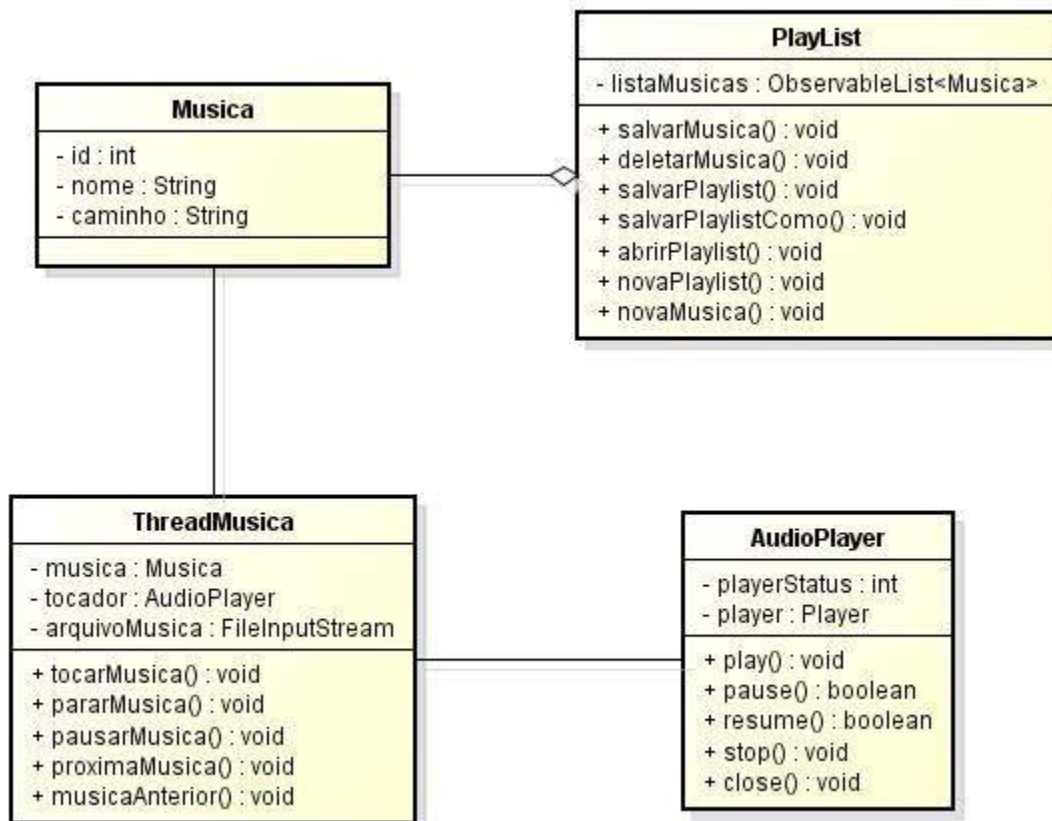 PlayList
- listaMusicas : ObservableList<Musica>
+ salvarMusica() : void
+ deletarMusica() : void
+ salvarPlaylist() : void
+ salvarPlaylistComo() : void
+ abrirPlaylist() : void
+ novaPlaylist() : void
+ novaMusica() : void
Musica
- id : int
- nome : String
- caminho : String
ThreadMusica
- musica : Musica
- tocador : AudioPlayer
- arquivoMusica : FileInputStream
+ tocarMusica() : void
+ pararMusica() : void
+ pausarMusica() : void
+ proximaMusica() : void
+ musicaAnterior() : void
AudioPlayer
- playerStatus : int
- player : Player
+ play() : void
+ pause() : boolean
+ resume() : boolean
+ stop() : void
+ close() : void